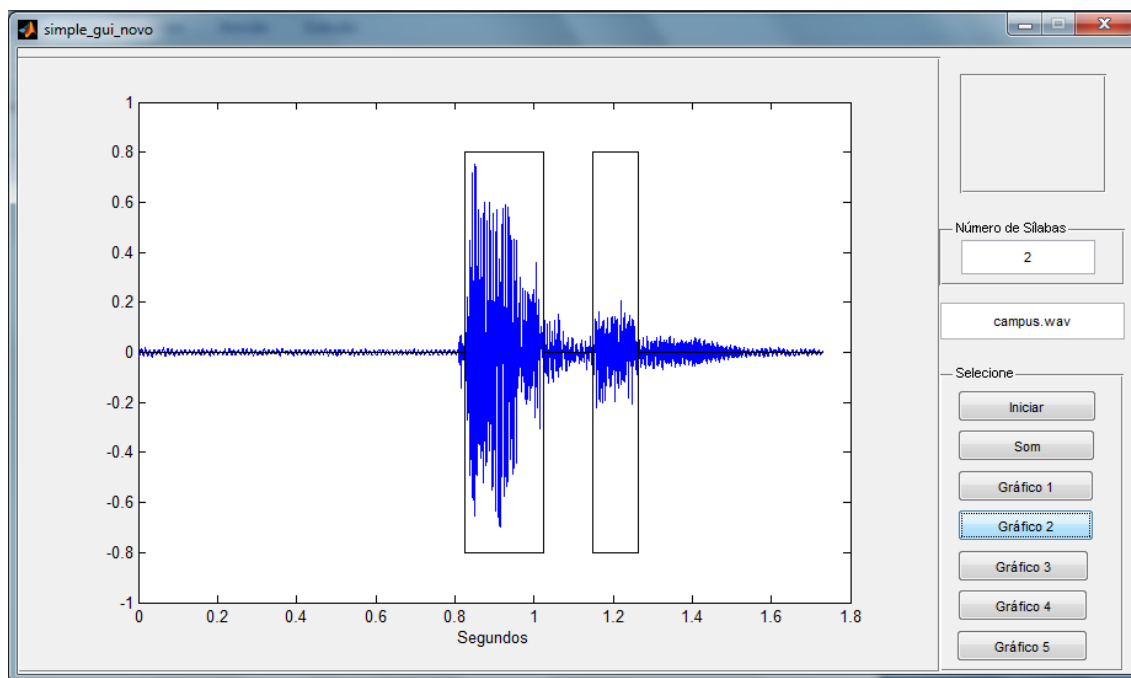 simple_gui_novo
1
0.8
0.6
0.4
0.2
0
-0.2
-0.4
-0.6
-0.8
-1
0 0.2 0.4 0.6 0.8 1 1.2 1.4 1.6 1.8
Segundos
Número de Sílabas
2
campus.wav
Selecione
Iniciar
Som
Gráfico 1
Gráfico 2
Gráfico 3
Gráfico 4
Gráfico 5